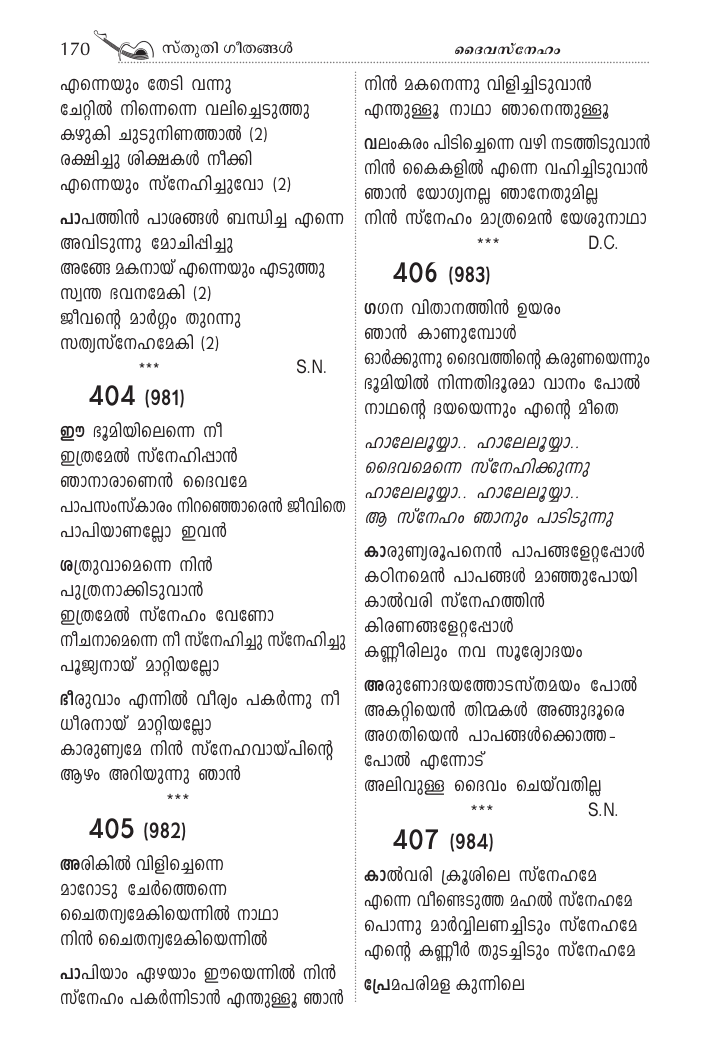 170 സ്തുതി ഗീതങ്ങൾ ദൈവസ്നേഹം
എന്നെയും തേടി വന്നു
ചേറ്റിൽ നിന്നെന്നെ വലിച്ചെടുത്തു
കഴുകി ചുടുനിണത്താൽ (2)
രക്ഷിച്ചു ശിക്ഷകൾ നീക്കി
എന്നെയും സ്നേഹിച്ചുവോ (2)
പാപത്തിൻ പാശങ്ങൾ ബന്ധിച്ച എന്നെ
അവിടുന്നു മോചിപ്പിച്ചു
അങ്ങേ മകനായ് എന്നെയും എടുത്തു
സ്വന്ത ഭവനമേകി (2)
ജീവന്റെ മാർഗ്ഗം തുറന്നു
സത്യസ്നേഹമേകി (2)
*** S.N.
404 (981)
ഈ ഭൂമിയിലെന്നെ നീ
ഇത്രമേൽ സ്നേഹിപ്പാൻ
ഞാനാരാണെൻ ദൈവമേ
പാപസംസ്കാരം നിറഞ്ഞൊരെൻ ജീവിതെ
പാപിയാണല്ലോ ഇവൻ
ശത്രുവാമെന്നെ നിൻ
പുത്രനാക്കിടുവാൻ
ഇത്രമേൽ സ്നേഹം വേണോ
നീചനാമെന്നെ നീ സ്നേഹിച്ചു സ്നേഹിച്ചു
പൂജ്യനായ് മാറ്റിയല്ലോ
ഭീരുവാം എന്നിൽ വീര്യം പകർന്നു നീ
ധീരനായ് മാറ്റിയല്ലോ
കാരുണ്യമേ നിൻ സ്നേഹവായ്പിന്റെ
ആഴം അറിയുന്നു ഞാൻ
***
405 (982)
അരികിൽ വിളിച്ചെന്നെ
മാറോടു ചേർത്തെന്നെ
ചൈതന്യമേകിയെന്നിൽ നാഥാ
നിൻ ചൈതന്യമേകിയെന്നിൽ
പാപിയാം ഏഴയാം ഈയെന്നിൽ നിൻ
സ്നേഹം പകർന്നിടാൻ എന്തുള്ളൂ ഞാൻ
നിൻ മകനെന്നു വിളിച്ചിടുവാൻ
എന്തുള്ളൂ നാഥാ ഞാനെന്തുള്ളൂ
വലംകരം പിടിച്ചെന്നെ വഴി നടത്തിടുവാൻ
നിൻ കൈകളിൽ എന്നെ വഹിച്ചിടുവാൻ
ഞാൻ യോഗ്യനല്ല ഞാനേതുമില്ല
നിൻ സ്നേഹം മാത്രമെൻ യേശുനാഥാ
*** D.C.
406 (983)
ഗഗന വിതാനത്തിൻ ഉയരം
ഞാൻ കാണുമ്പോൾ
ഓർക്കുന്നു ദൈവത്തിന്റെ കരുണയെന്നും
ഭൂമിയിൽ നിന്നതിദൂരമാ വാനം പോൽ
നാഥന്റെ ദയയെന്നും എന്റെ മീതെ
ഹാലേലൂയ്യാ.. ഹാലേലൂയ്യാ..
ദൈവമെന്നെ സ്നേഹിക്കുന്നു
ഹാലേലൂയ്യാ.. ഹാലേലൂയ്യാ..
ആ സ്നേഹം ഞാനും പാടിടുന്നു
കാരുണ്യരൂപനെൻ പാപങ്ങളേറ്റപ്പോൾ
കഠിനമെൻ പാപങ്ങൾ മാഞ്ഞുപോയി
കാൽവരി സ്നേഹത്തിൻ
കിരണങ്ങളേറ്റപ്പോൾ
കണ്ണീരിലും നവ സൂര്യോദയം
അരുണോദയത്തോടസ്തമയം പോൽ
അകറ്റിയെൻ തിന്മകൾ അങ്ങുദൂരെ
അഗതിയെൻ പാപങ്ങൾക്കൊത്ത-
പോൽ എന്നോട്
അലിവുള്ള ദൈവം ചെയ്‌വതില്ല
*** S.N.
407 (984)
കാൽവരി ക്രൂശിലെ സ്നേഹമേ
എന്നെ വീണ്ടെടുത്ത മഹൽ സ്നേഹമേ
പൊന്നു മാർവ്വിലണച്ചിടും സ്നേഹമേ
എന്റെ കണ്ണീർ തുടച്ചിടും സ്നേഹമേ
പ്രേമപരിമള കുന്നിലെ